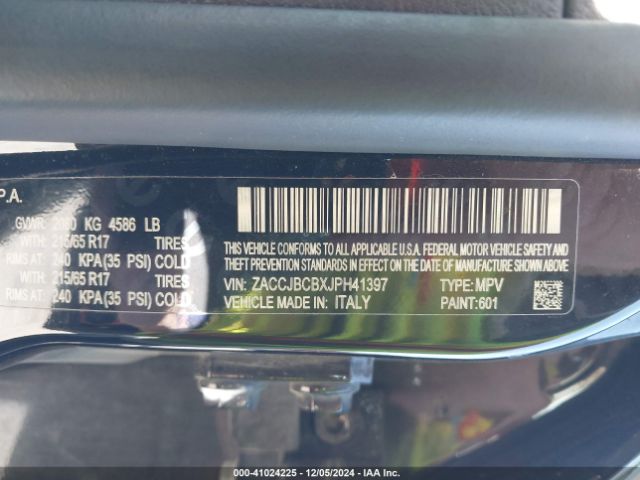 P.A.
GVWR: 2080 KG 4586 LB
WITH: 215/65 R17 TIRES
RIMS AT: 240 KPA(35 PSI) COLD
WITH: 215/65 R17 TIRES
RIMS AT: 240 KPA(35 PSI) COLD
THIS VEHICLE CONFORMS TO ALL APPLICABLE U.S.A. FEDERAL MOTOR VEHICLE SAFETY AND
THEFT PREVENTION STANDARDS IN EFFECT ON THE DATE OF MANUFACTURE SHOWN ABOVE.
VIN: ZACCJBCBXJPH41397 TYPE: MPV
VEHICLE MADE IN: ITALY PAINT: 601
000-41024225 - 12/05/2024 - IAA Inc.